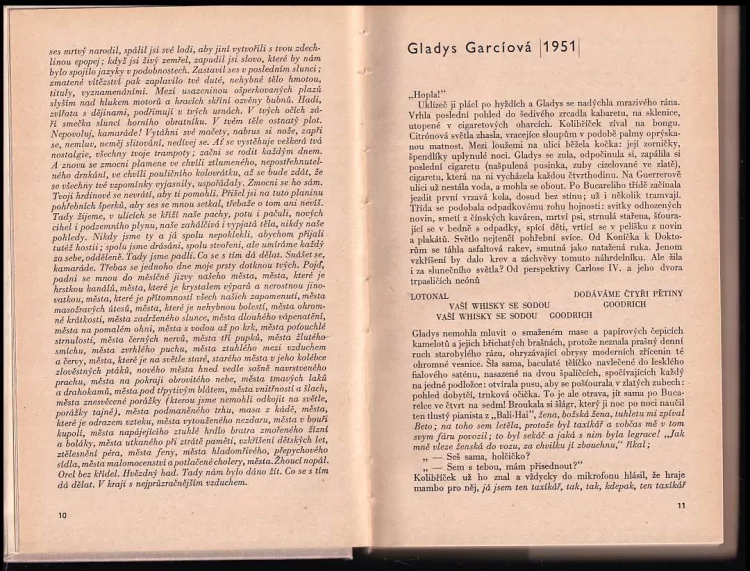 ses mrtvý narodil, spálil jsi své lodi, aby jiní vytvořili s tvou zdech-
linou epopej; když jsi živý zemřel, zapudil jsi slovo, které by nám
bylo spojilo jazyky v podobnostech. Zastavil ses v posledním slunci;
zmatené vítězství pak zaplavilo tvé duté, nehybné tělo hmotou,
tituly, vyznamenáními. Mezi usazeninou ošperkovaných plazů
slyším nad hlukem motorů a hracích skříní ozvěny bubnů. Hadi,
zvířata s dějinami, podřimují v tvých urnách. V tvých očích zá-
ří smečka sluncí horního obratníku. V tvém těle ostnatý plot.
Nepovoluj, kamaráde! Vytáhni své mačety, nabrus si nože, zapři
se, nemluv, neměj slitování, nedívej se. Ať se vystěhuje veškerá tvá
nostalgie, všechny tvoje trampoty; začni se rodit každým dnem.
A znovu se zmocni plamene ve chvíli ztlumeného, nepostřehnutel-
ného drnkání, ve chvíli pouličního kolovrátku, až se bude zdát, že
se všechny tvé vzpomínky vyjasnily, uspořádaly. Zmocni se ho sám.
Tvoji hrdinové se nevrátí, aby ti pomohli. Přišel jsi na tuto planinu
pohřebních šperků, aby ses se mnou setkal, třebaže o tom ani nevíš.
Tady žijeme, v ulicích se kříží naše pachy, potu i pačuli, nových
cihel i podzemního plynu, naše zahálčivá i vypjatá těla, nikdy naše
pohledy. Nikdy jsme ty a já spolu nepoklekli, abychom přijali
tutéž hostii; spolu jsme drásáni, spolu stvořeni, ale umíráme každý
za sebe, odděleně. Tady jsme padli. Co se s tím dá dělat. Snášet se,
kamaráde. Třebas se jednoho dne moje prsty dotknou tvých. Pojď,
padni se mnou do měsíční jizvy našeho města, města, které je
hrstkou kanálů, města, které je krystalem výparů a nerostnou jíno-
vatkou, města, které je přítomností všech našich zapomenutí, města
masožravých útesů, města, které je nehybnou bolestí, města ohrom-
né krátkosti, města zadrženého slunce, města dlouhého vápenatění,
města na pomalém ohni, města s vodou až po krk, města poťouchlé
strnulosti, města černých nervů, města tří pupků, města žlutého
smíchu, města zvrhlého puchu, města ztuhlého mezi vzduchem
a červy, města, které je na světle staré, starého města v jeho kolébce
zlověstných ptáků, nového města hned vedle sošně navrstveného
prachu, města na pokraji obrovitého nebe, města tmavých laků
a drahokamů, města pod třpytivým blátem, města vnitřností a šlach,
města znesvěcené porážky (kterou jsme nemohli odkojit na světle,
porážky tajné), města podmaněného trhu, masa z kádě, města,
které je odrazem vzteku, města vytouženého nezdaru, města v bouři
kupolí, města napájejícího ztuhlé hrdlo bratra zmořeného žízní
a boláky, města utkaného při ztrátě paměti, vzkříšení dětských let,
ztělesnění péra, města feny, města hladomřivého, přepychového
sídla, města malomocenství a potlačené cholery, města. Žhoucí nopál.
Orel bez křídel. Hvězdný had. Tady nám bylo dáno žít. Co se s tím
dá dělat. V kraji s nejprůzračnějším vzduchem.
10
Gladys Garcíová |1951|
„Hopla!"
Uklízeč ji plácl po hyždích a Gladys se nadýchla mrazivého rána.
Vrhla poslední pohled do šedivého zrcadla kabaretu, na sklenice,
utopené v cigaretových oharcích. Kolibříček zíval na bongu.
Citrónová světla zhasla, vracejíce sloupům v podobě palmy oprýska-
nou matnost. Mezi loužemi na ulici běžela kočka: její zorničky,
špendlíky uplynulé noci. Gladys se zula, odpočinula si, zapálila si
poslední cigaretu (našpulená pusinka, zuby cizelované ve zlatě),
cigaretu, která na ni vycházela každou čtvrthodinu. Na Guerrerově
ulici už nestála voda, a mohla se obout. Po Bucareliho třídě začínala
jezdit první vrzavá kola, dosud bez stínu; už i několik tramvají.
Třída se podobala odpadkovému rohu hojnosti: svitky odhozených
novin, smetí z čínských kaváren, mrtví psi, strnulá stařena, šťoura-
jící se v bedně s odpadky, spící děti, vrtící se v pelíšku z novin
a plakátů. Světlo nejtenčí pohřební svíce. Od Koníčka k Dokto-
rům se táhla asfaltová rakev, smutná jako natažená ruka. Jenom
vzkříšení by dalo krev a záchvěvy tomuto náhrdelníku. Ale žila
i za slunečního světla? Od perspektivy Carlose IV. a jeho dvora
trpasličích neónů
LOTONAL DODÁVÁME ČTYŘI PĚTINY
VAŠÍ WHISKY SE SODOU GOODRICH
VAŠÍ WHISKY SE SODOU GOODRICH
Gladys nemohla mluvit o smaženém mase a papírových čepicích
kamelotů a jejich břichatých brašnách, protože neznala prašný denní
ruch starobylého rázu, ohryzávající obrysy moderních zřícenin té
ohromné vesnice. Šla sama, baculaté tělíčko navlečené do lesklého
fialového saténu, nasazené na dvou špalíčcích, spočívajících každý
na jedné podložce: otvírala pusu, aby se pošťourala v zlatých zubech:
pohled dobytčí, trnková očička. To je ale otrava, jít sama po Buca-
relce ve čtvrt na sedm! Broukala si šlágr, který jí noc po noci naučil
ten tlustý pianista z „Bali-Hai", žena, božská žena, tuhletu mi zpíval
Beto; na toho sem letěla, protože byl taxikář a vobčas mě v tom
svym fáru povozil; to byl sekáč a jaká s nim byla legrace! „Jak
mně vleze ženská do vozu, za chvilku ji zbouchnu," říkal;
„ — Seš sama, holčičko?
„ — Sem s tebou, mám přisednout?"
Kolibříček už ho znal a vždycky do mikrofonu hlásil, že hraje
mambo pro něj, já jsem ten taxikář, tak, tak, kdepak, ten taxikář
11